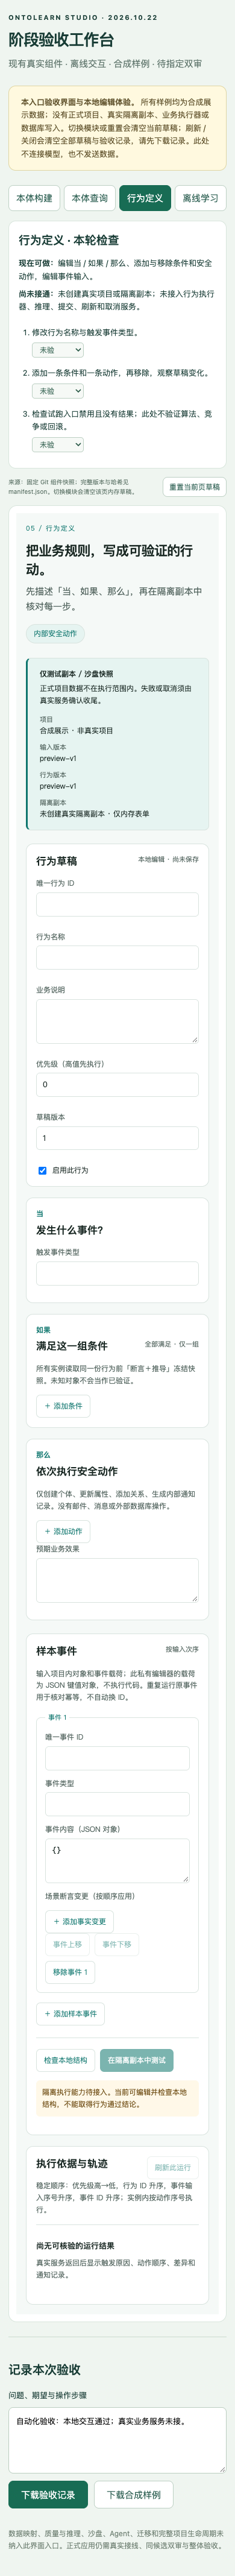 ONTOLEARN STUDIO · 2026.10.22
阶段验收工作台
现有真实组件 · 离线交互 · 合成样例 · 待指定双审
本入口验收界面与本地编辑体验。所有样例均为合成展
示数据；没有正式项目、真实隔离副本、业务执行器或
数据库写入。切换模块或重置会清空当前草稿；刷新 /
关闭会清空全部草稿与验收记录，请先下载记录。此处
不连接模型，也不发送数据。
本体构建
本体查询
行为定义
离线学习
行为定义 · 本轮检查
现在可做：编辑当 / 如果 / 那么、添加与移除条件和安全
动作，编辑事件输入。
尚未接通：未创建真实项目或隔离副本；未接入行为执行
器、推理、提交、刷新和取消服务。
1. 修改行为名称与触发事件类型。
未验
2. 添加一条条件和一条动作，再移除，观察草稿变化。
未验
3. 检查试跑入口禁用且没有结果；此处不验证算法、竞
争或回滚。
未验
来源：固定 Git 组件快照；完整版本与哈希见
manifest.json。切换模块会清空该页内存草稿。
重置当前页草稿
05 / 行为定义
把业务规则，写成可验证的行
动。
先描述「当、如果、那么」，再在隔离副本中
核对每一步。
内部安全动作
仅测试副本 / 沙盘快照
正式项目数据不在执行范围内。失败或取消须由
真实服务确认收尾。
项目
合成展示 · 非真实项目
输入版本
preview-v1
行为版本
preview-v1
隔离副本
未创建真实隔离副本 · 仅内存表单
行为草稿
本地编辑 · 尚未保存
唯一行为 ID
行为名称
业务说明
优先级（高值先执行）
0
草稿版本
1
启用此行为
当
发生什么事件?
触发事件类型
如果
满足这一组条件
全部满足 · 仅一组
所有实例读取同一份行为前「断言＋推导」冻结快
照。未知对象不会当作已验证。
＋ 添加条件
那么
依次执行安全动作
仅创建个体、更新属性、添加关系、生成内部通知
记录。没有邮件、消息或外部数据库操作。
＋ 添加动作
预期业务效果
样本事件
按输入次序
输入项目内对象和事件载荷；此私有编辑器的载荷
为 JSON 键值对象，不执行代码。重复运行原事件
用于核对幂等，不自动换 ID。
事件 1
唯一事件 ID
事件类型
事件内容（JSON 对象）
{}
场景断言变更（按顺序应用）
＋ 添加事实变更
事件上移
事件下移
移除事件 1
＋ 添加样本事件
检查本地结构
在隔离副本中测试
隔离执行能力待接入。当前可编辑并检查本地
结构，不能取得行为通过结论。
执行依据与轨迹
刷新此运行
稳定顺序：优先级高→低，行为 ID 升序，事件输
入序号升序，事件 ID 升序；实例内按动作序号执
行。
尚无可核验的运行结果
真实服务返回后显示触发原因、动作顺序、差异和
通知记录。
记录本次验收
问题、期望与操作步骤
自动化验收：本地交互通过；真实业务服务未接。
下载验收记录
下载合成样例
数据映射、质量与推理、沙盘、Agent、迁移和完整项目生命周期未
纳入此界面入口。正式应用仍需真实接线、同候选双审与整体验收。